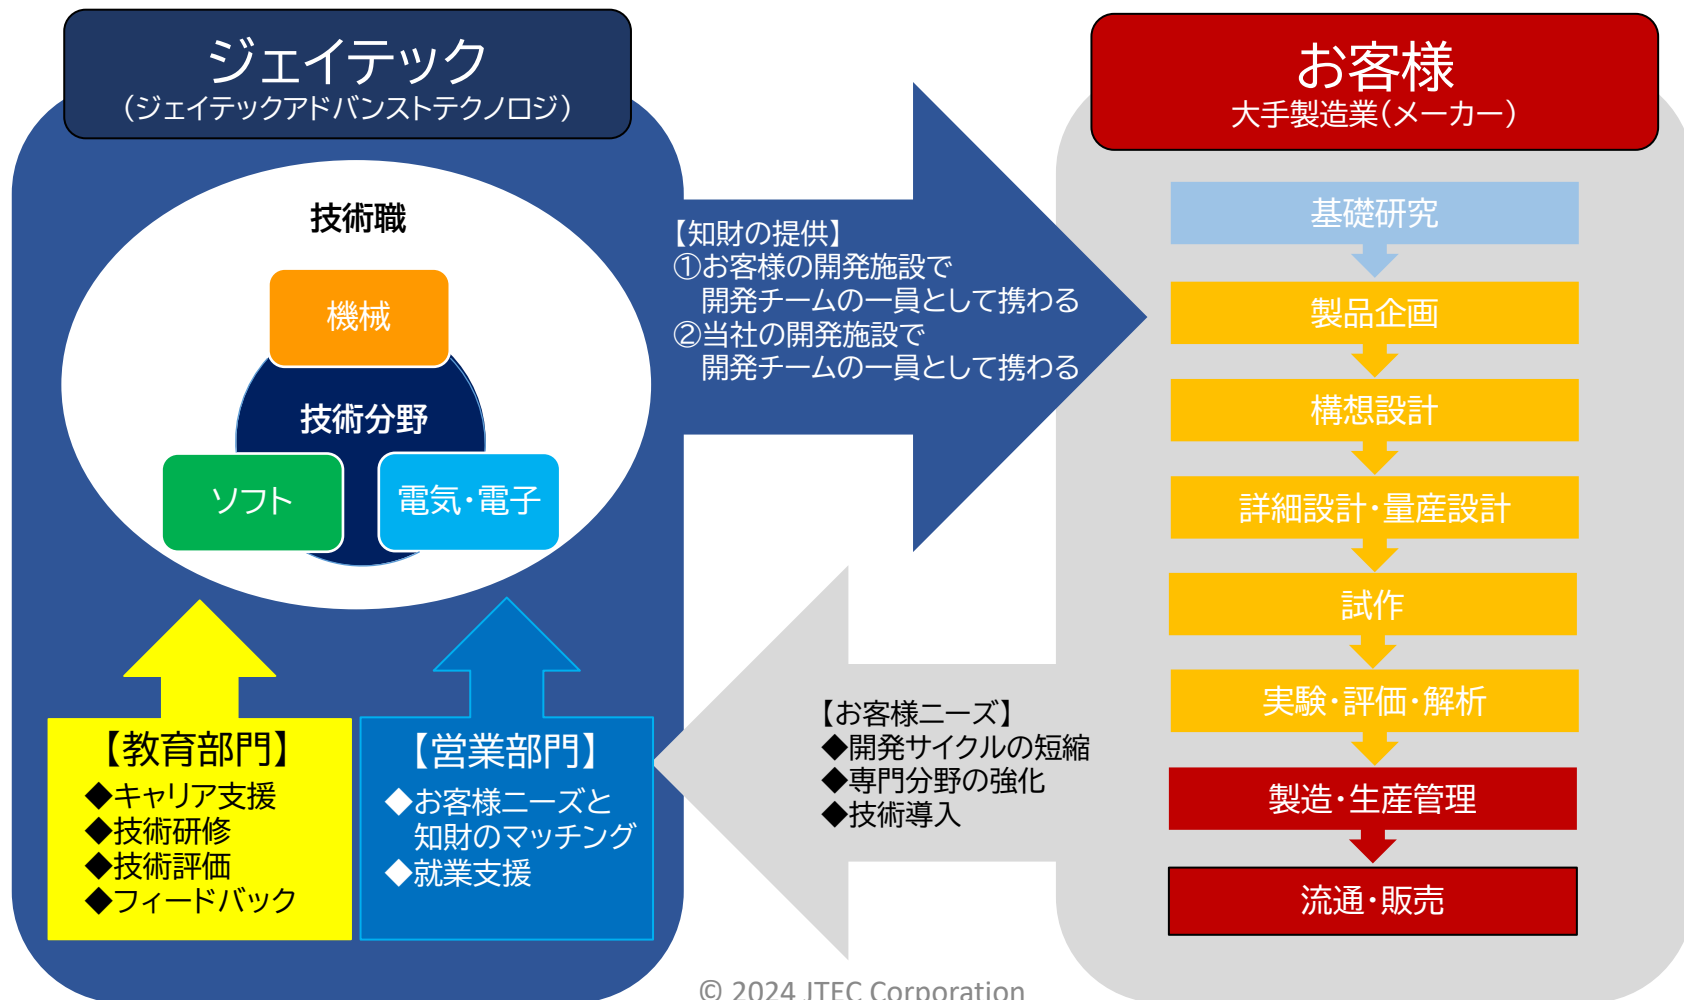 ジェイテック
（ジェイテックアドバンストテクノロジ）
技術職
機械
技術分野
ソフト
電気・電子
【教育部門】
◆キャリア支援
◆技術研修
◆技術評価
◆フィードバック
【営業部門】
◆お客様ニーズと
知財のマッチング
◆就業支援
【知財の提供】
①お客様の開発施設で
開発チームの一員として携わる
②当社の開発施設で
開発チームの一員として携わる
【お客様ニーズ】
◆開発サイクルの短縮
◆専門分野の強化
◆技術導入
お客様
大手製造業（メーカー）
基礎研究
製品企画
構想設計
詳細設計・量産設計
試作
実験・評価・解析
製造・生産管理
流通・販売
© 2024 JTEC Corporation